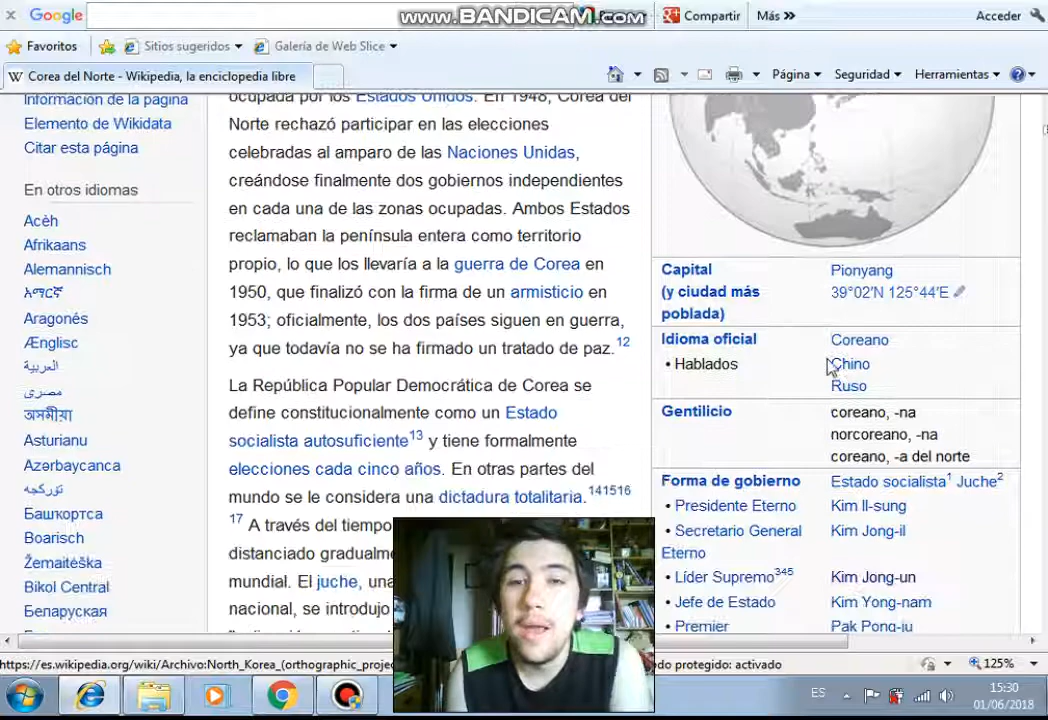 Google
www.BANDICAM.com
Compartir
Más »
Acceder
Favoritos
Sitios sugeridos
Galería de Web Slice
Corea del Norte - Wikipedia, la enciclopedia libre
Página
Seguridad
Herramientas
Información de la página
Elemento de Wikidata
Citar esta página
En otros idiomas
Acèh
Afrikaans
Alemannisch
አማርኛ
Aragonés
Ænglisc
العربية
مصرى
অসমীয়া
Asturianu
Azərbaycanca
تۆرکجه
Башҡортса
Boarisch
Žemaitėška
Bikol Central
Беларуская
ocupada por los Estados Unidos. En 1948, Corea del
Norte rechazó participar en las elecciones
celebradas al amparo de las Naciones Unidas,
creándose finalmente dos gobiernos independientes
en cada una de las zonas ocupadas. Ambos Estados
reclamaban la península entera como territorio
propio, lo que los llevaría a la guerra de Corea en
1950, que finalizó con la firma de un armisticio en
1953; oficialmente, los dos países siguen en guerra,
ya que todavía no se ha firmado un tratado de paz.12
La República Popular Democrática de Corea se
define constitucionalmente como un Estado
socialista autosuficiente13 y tiene formalmente
elecciones cada cinco años. En otras partes del
mundo se le considera una dictadura totalitaria.141516
17 A través del tiempo
distanciado gradualm
mundial. El juche, una
nacional, se introdujo
Capital Pionyang
(y ciudad más 39°02′N 125°44′E
poblada)
Idioma oficial Coreano
• Hablados Chino
Ruso
Gentilicio coreano, -na
norcoreano, -na
coreano, -a del norte
Forma de gobierno Estado socialista1 Juche2
• Presidente Eterno Kim Il-sung
• Secretario General Kim Jong-il
Eterno
• Líder Supremo345 Kim Jong-un
• Jefe de Estado Kim Yong-nam
• Premier Pak Pong-ju
https://es.wikipedia.org/wiki/Archivo:North_Korea_(orthographic_projec
do protegido: activado
125%
ES
15:30
01/06/2018